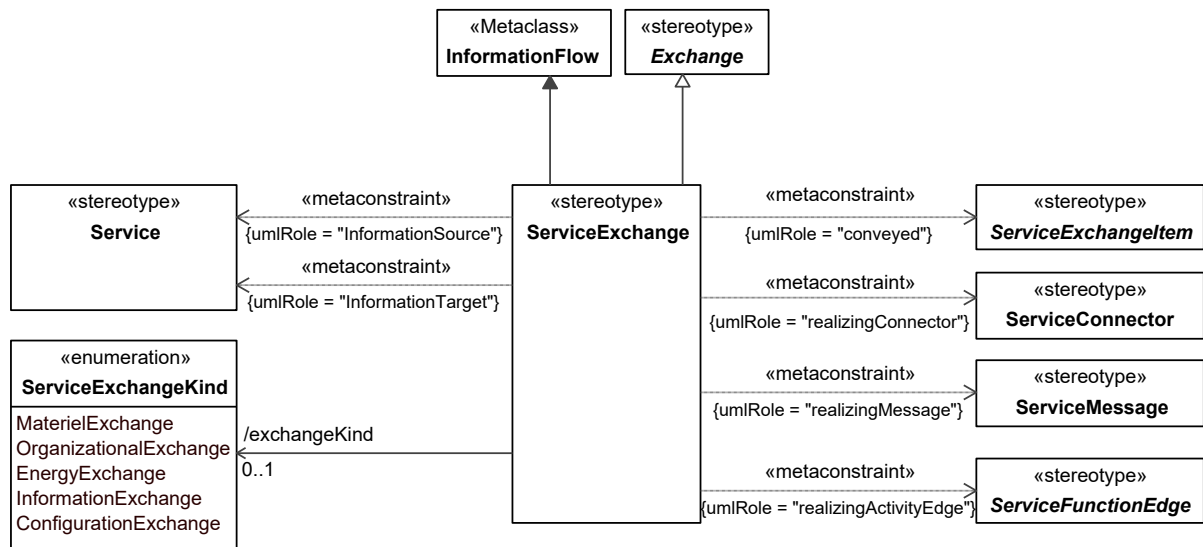 «Metaclass»
InformationFlow
«stereotype»
Exchange
«stereotype»
Service
«metaconstraint»
{umlRole = "InformationSource"}
«metaconstraint»
{umlRole = "InformationTarget"}
«stereotype»
ServiceExchange
«metaconstraint»
{umlRole = "conveyed"}
«stereotype»
ServiceExchangeItem
«metaconstraint»
{umlRole = "realizingConnector"}
«stereotype»
ServiceConnector
«enumeration»
ServiceExchangeKind
MaterielExchange
OrganizationalExchange
EnergyExchange
InformationExchange
ConfigurationExchange
/exchangeKind
0..1
«metaconstraint»
{umlRole = "realizingMessage"}
«stereotype»
ServiceMessage
«metaconstraint»
{umlRole = "realizingActivityEdge"}
«stereotype»
ServiceFunctionEdge